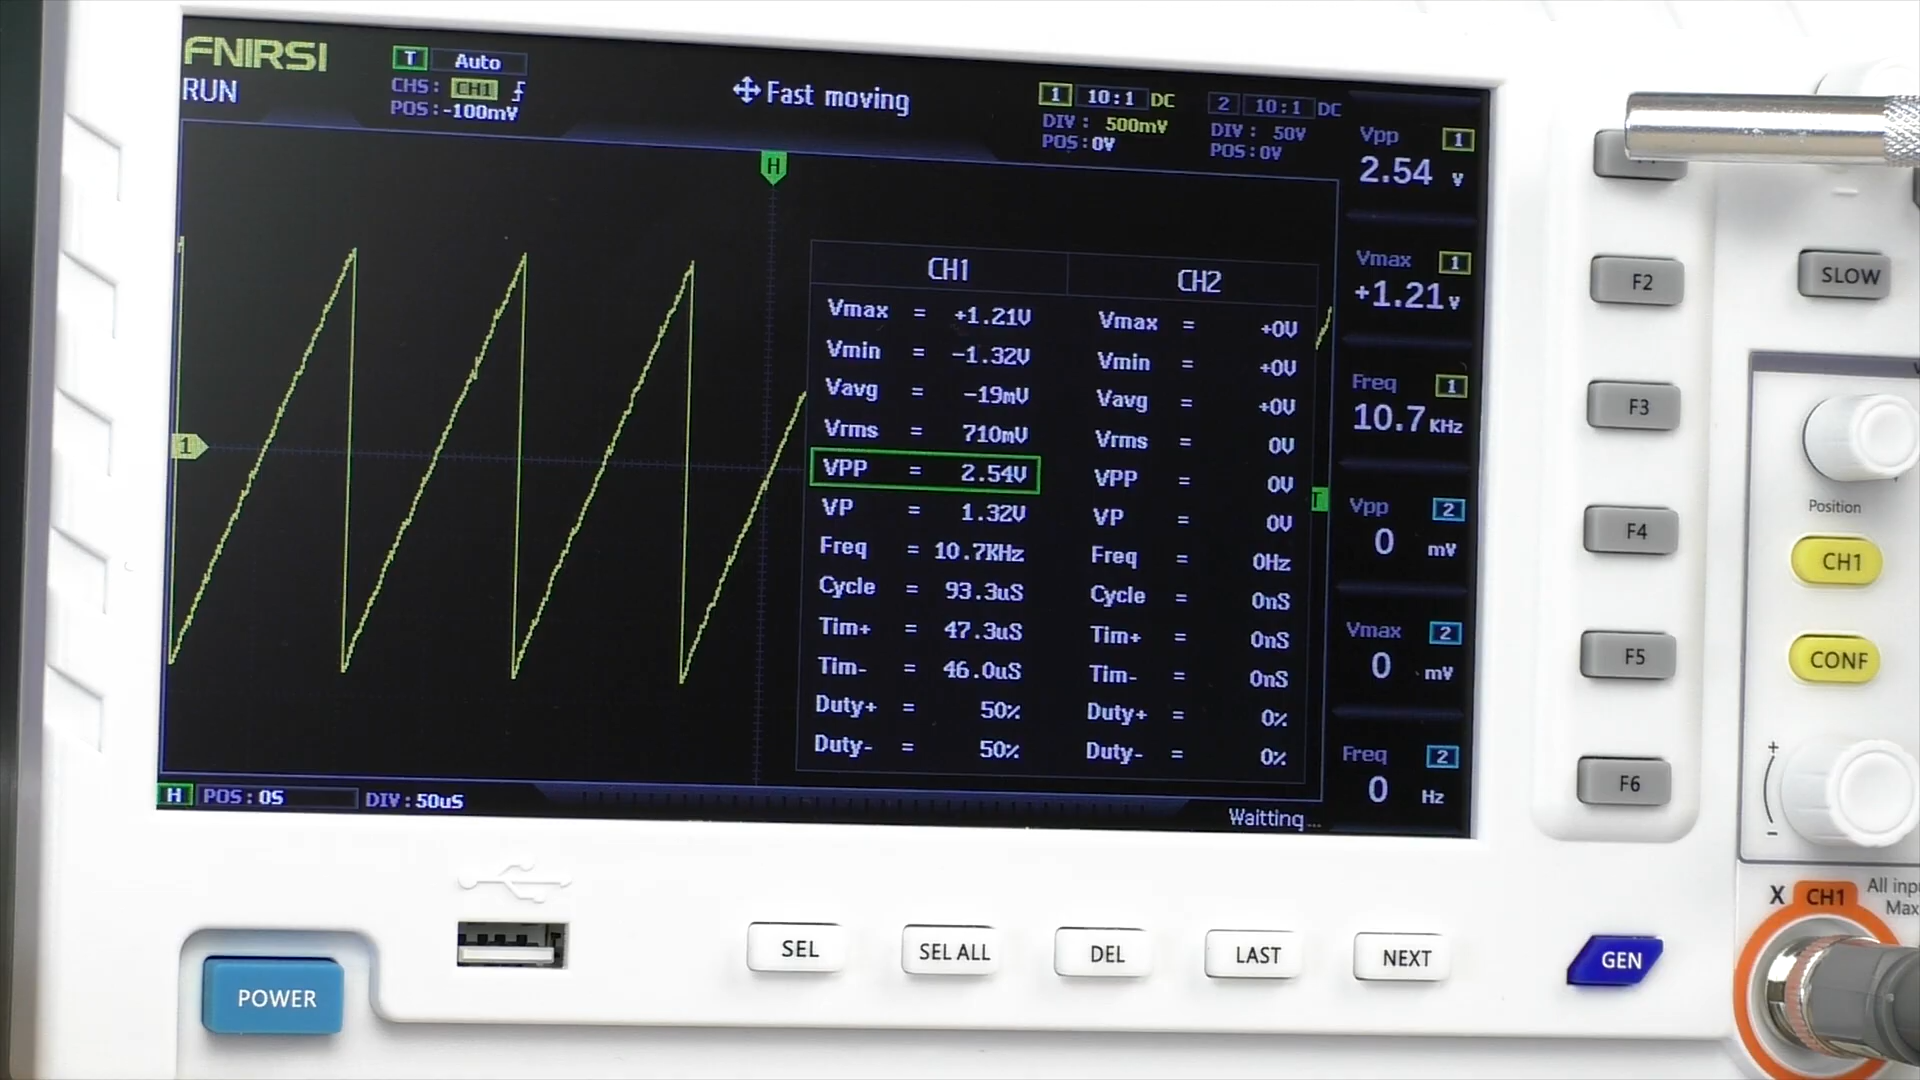 FNIRSI
RUN
T Auto
CHS: CH1
POS:-100mV
Fast moving
1 10:1 DC
DIV: 500mV
POS:0V
2 10:1 DC
DIV: 50V
POS:0V
H
1
T
CH1 CH2
Vmax = +1.21V Vmax = +0V
Vmin = -1.32V Vmin = +0V
Vavg = -19mV Vavg = +0V
Vrms = 710mV Vrms = 0V
VPP = 2.54V VPP = 0V
VP = 1.32V VP = 0V
Freq = 10.7KHz Freq = 0Hz
Cycle = 93.3uS Cycle = 0nS
Tim+ = 47.3uS Tim+ = 0nS
Tim- = 46.0uS Tim- = 0nS
Duty+ = 50% Duty+ = 0%
Duty- = 50% Duty- = 0%
Vpp 1
2.54 V
Vmax 1
+1.21V
Freq 1
10.7 KHz
Vpp 2
0 mV
Vmax 2
0 mV
Freq 2
0 Hz
H POS:0S DIV:50uS
Waitting...
F2
F3
F4
F5
F6
SLOW
Position
CH1
CONF
+
-
X CH1 All inp
Max
POWER
SEL
SEL ALL
DEL
LAST
NEXT
GEN